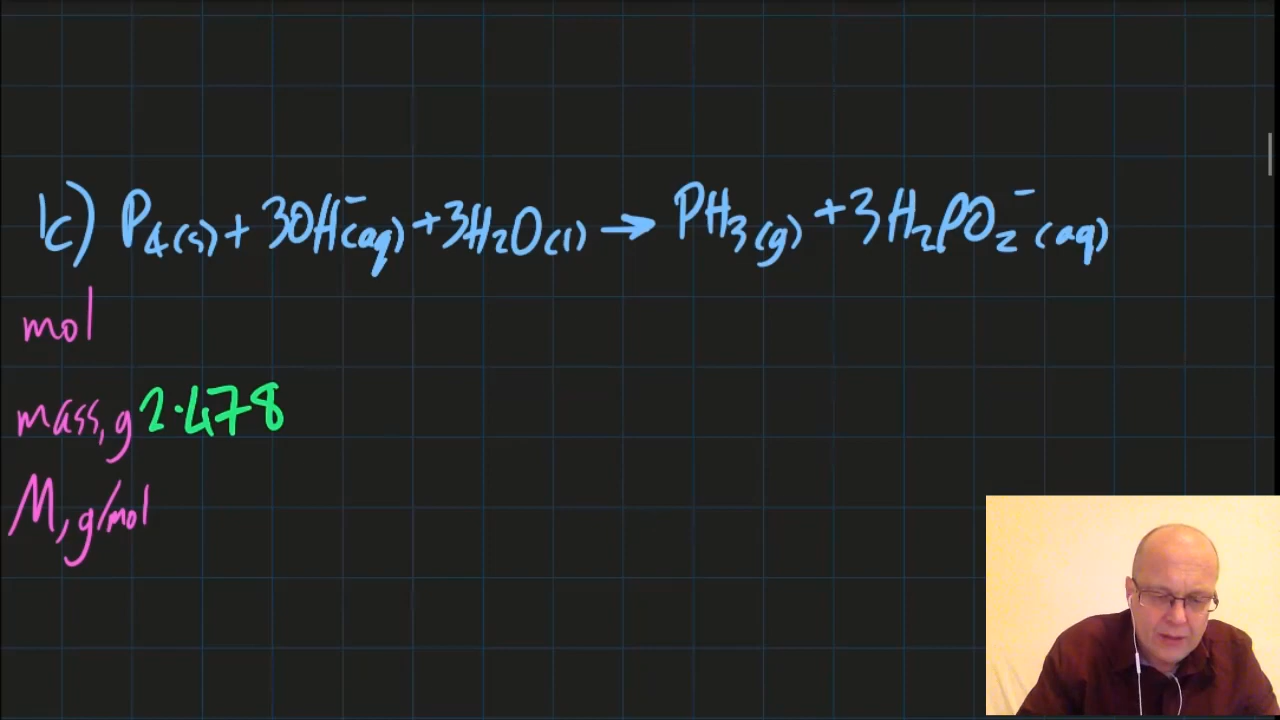 1c) P₄(s) + 3OH⁻(aq) + 3H₂O(l) → PH₃(g) + 3H₂PO₂⁻(aq)
mol
mass, g 2.478
M, g/mol